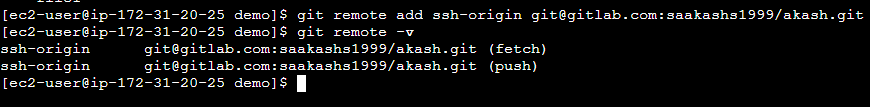 [ec2-user@ip-172-31-20-25 demo]$ git remote add ssh-origin git@gitlab.com:saakashs1999/akash.git
[ec2-user@ip-172-31-20-25 demo]$ git remote -v
ssh-origin      git@gitlab.com:saakashs1999/akash.git (fetch)
ssh-origin      git@gitlab.com:saakashs1999/akash.git (push)
[ec2-user@ip-172-31-20-25 demo]$